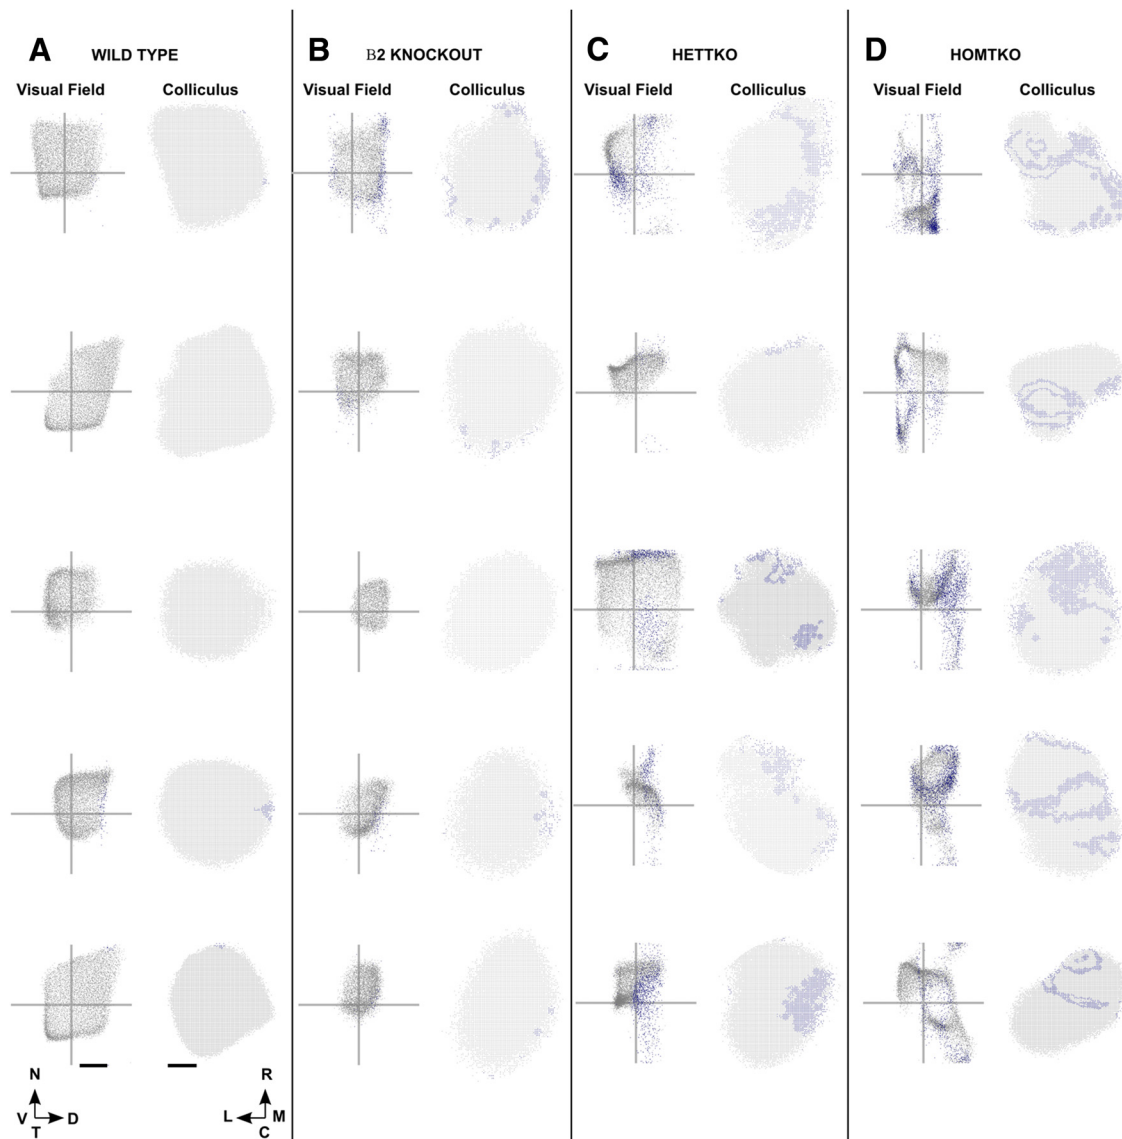 A WILD TYPE
Visual Field Colliculus
B B2 KNOCKOUT
Visual Field Colliculus
C HETTKO
Visual Field Colliculus
D HOMTKO
Visual Field Colliculus
N
V D
T
R
L M
C